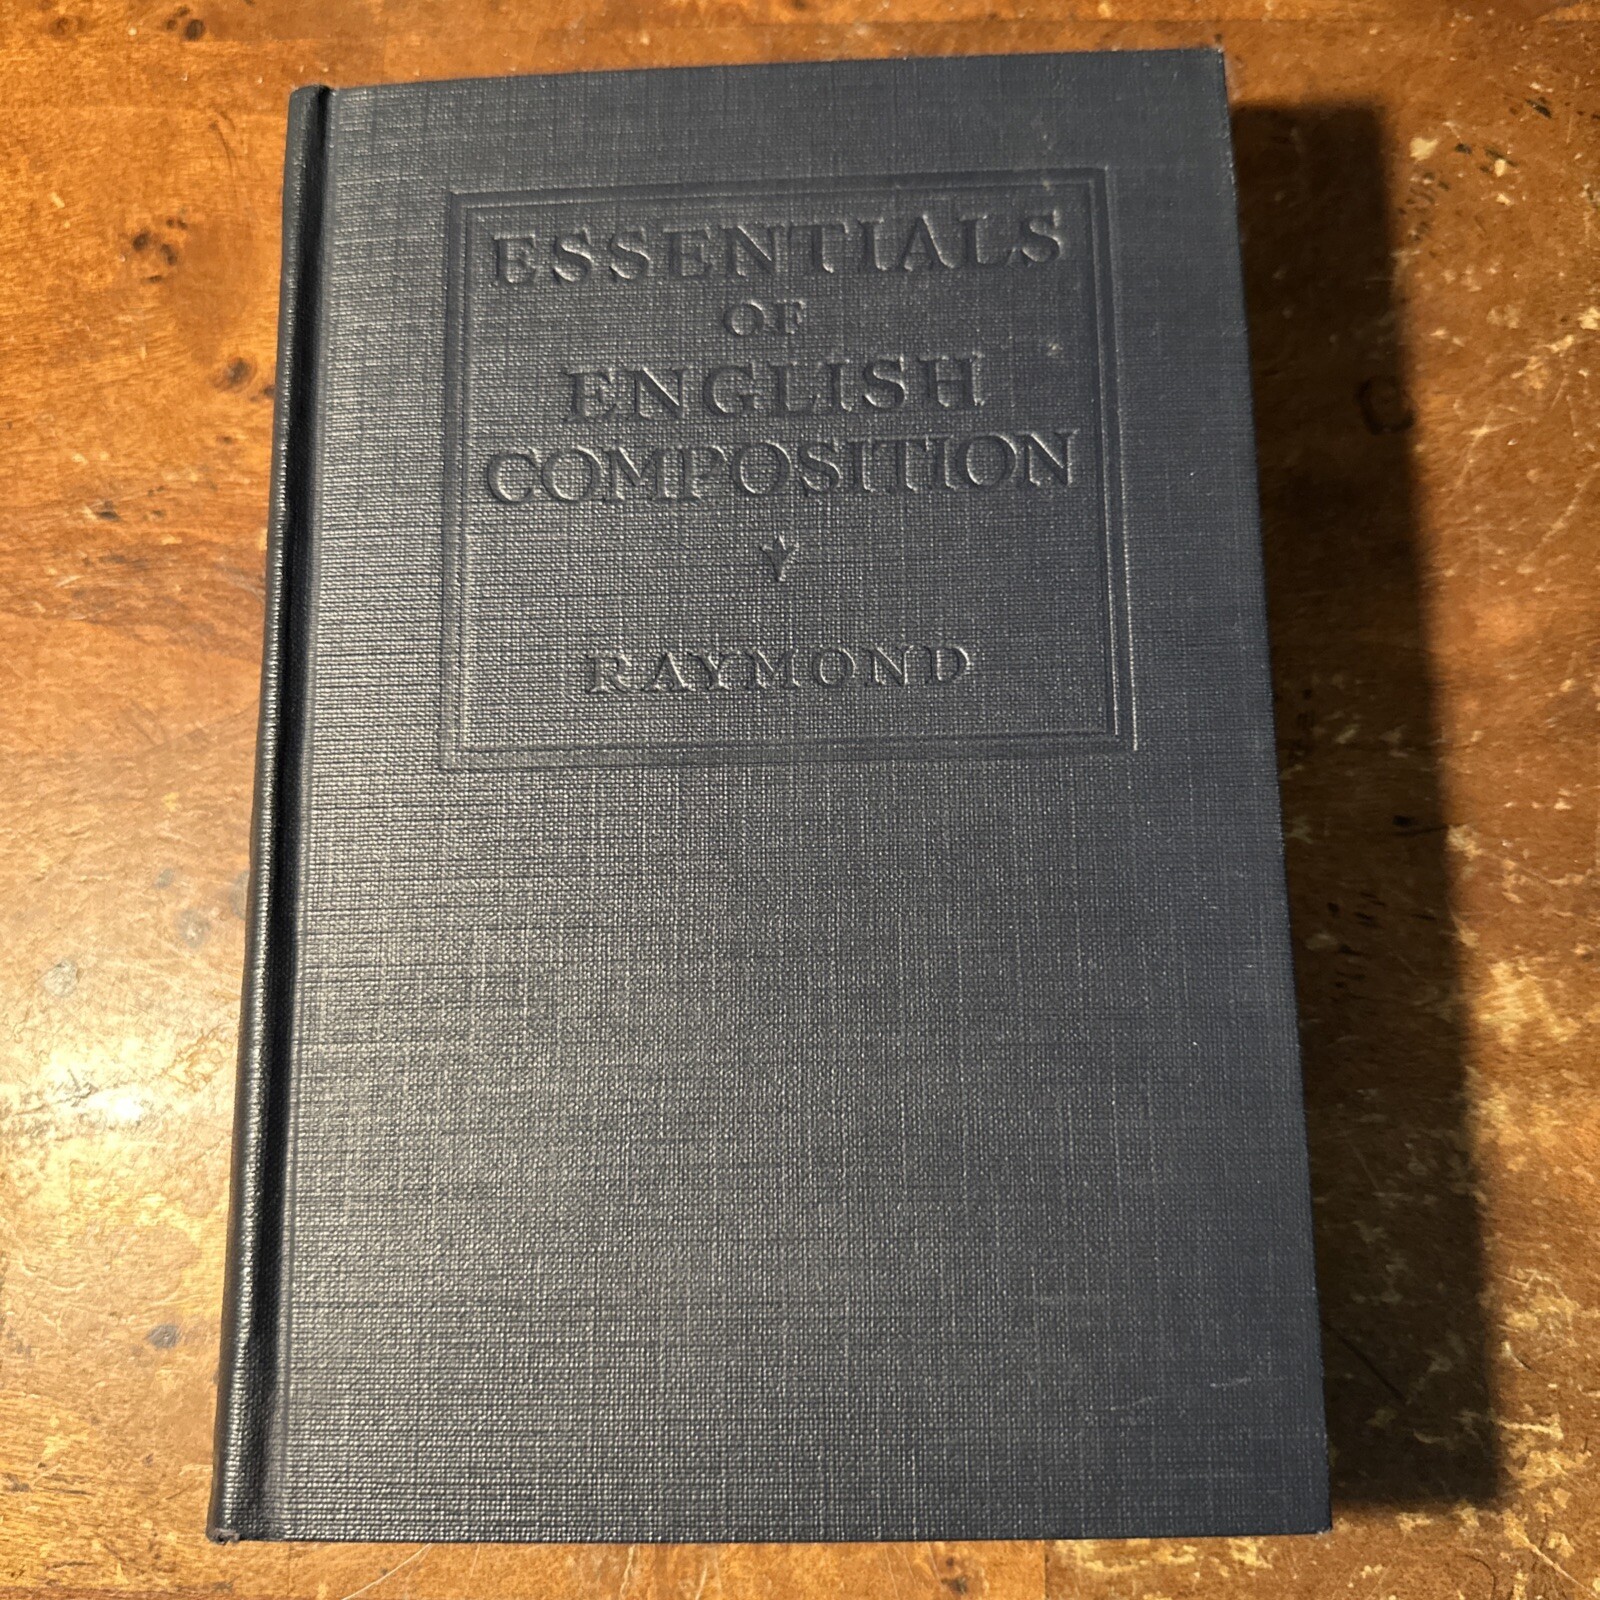 ESSENTIALS
OF
ENGLISH
COMPOSITION
RAYMOND